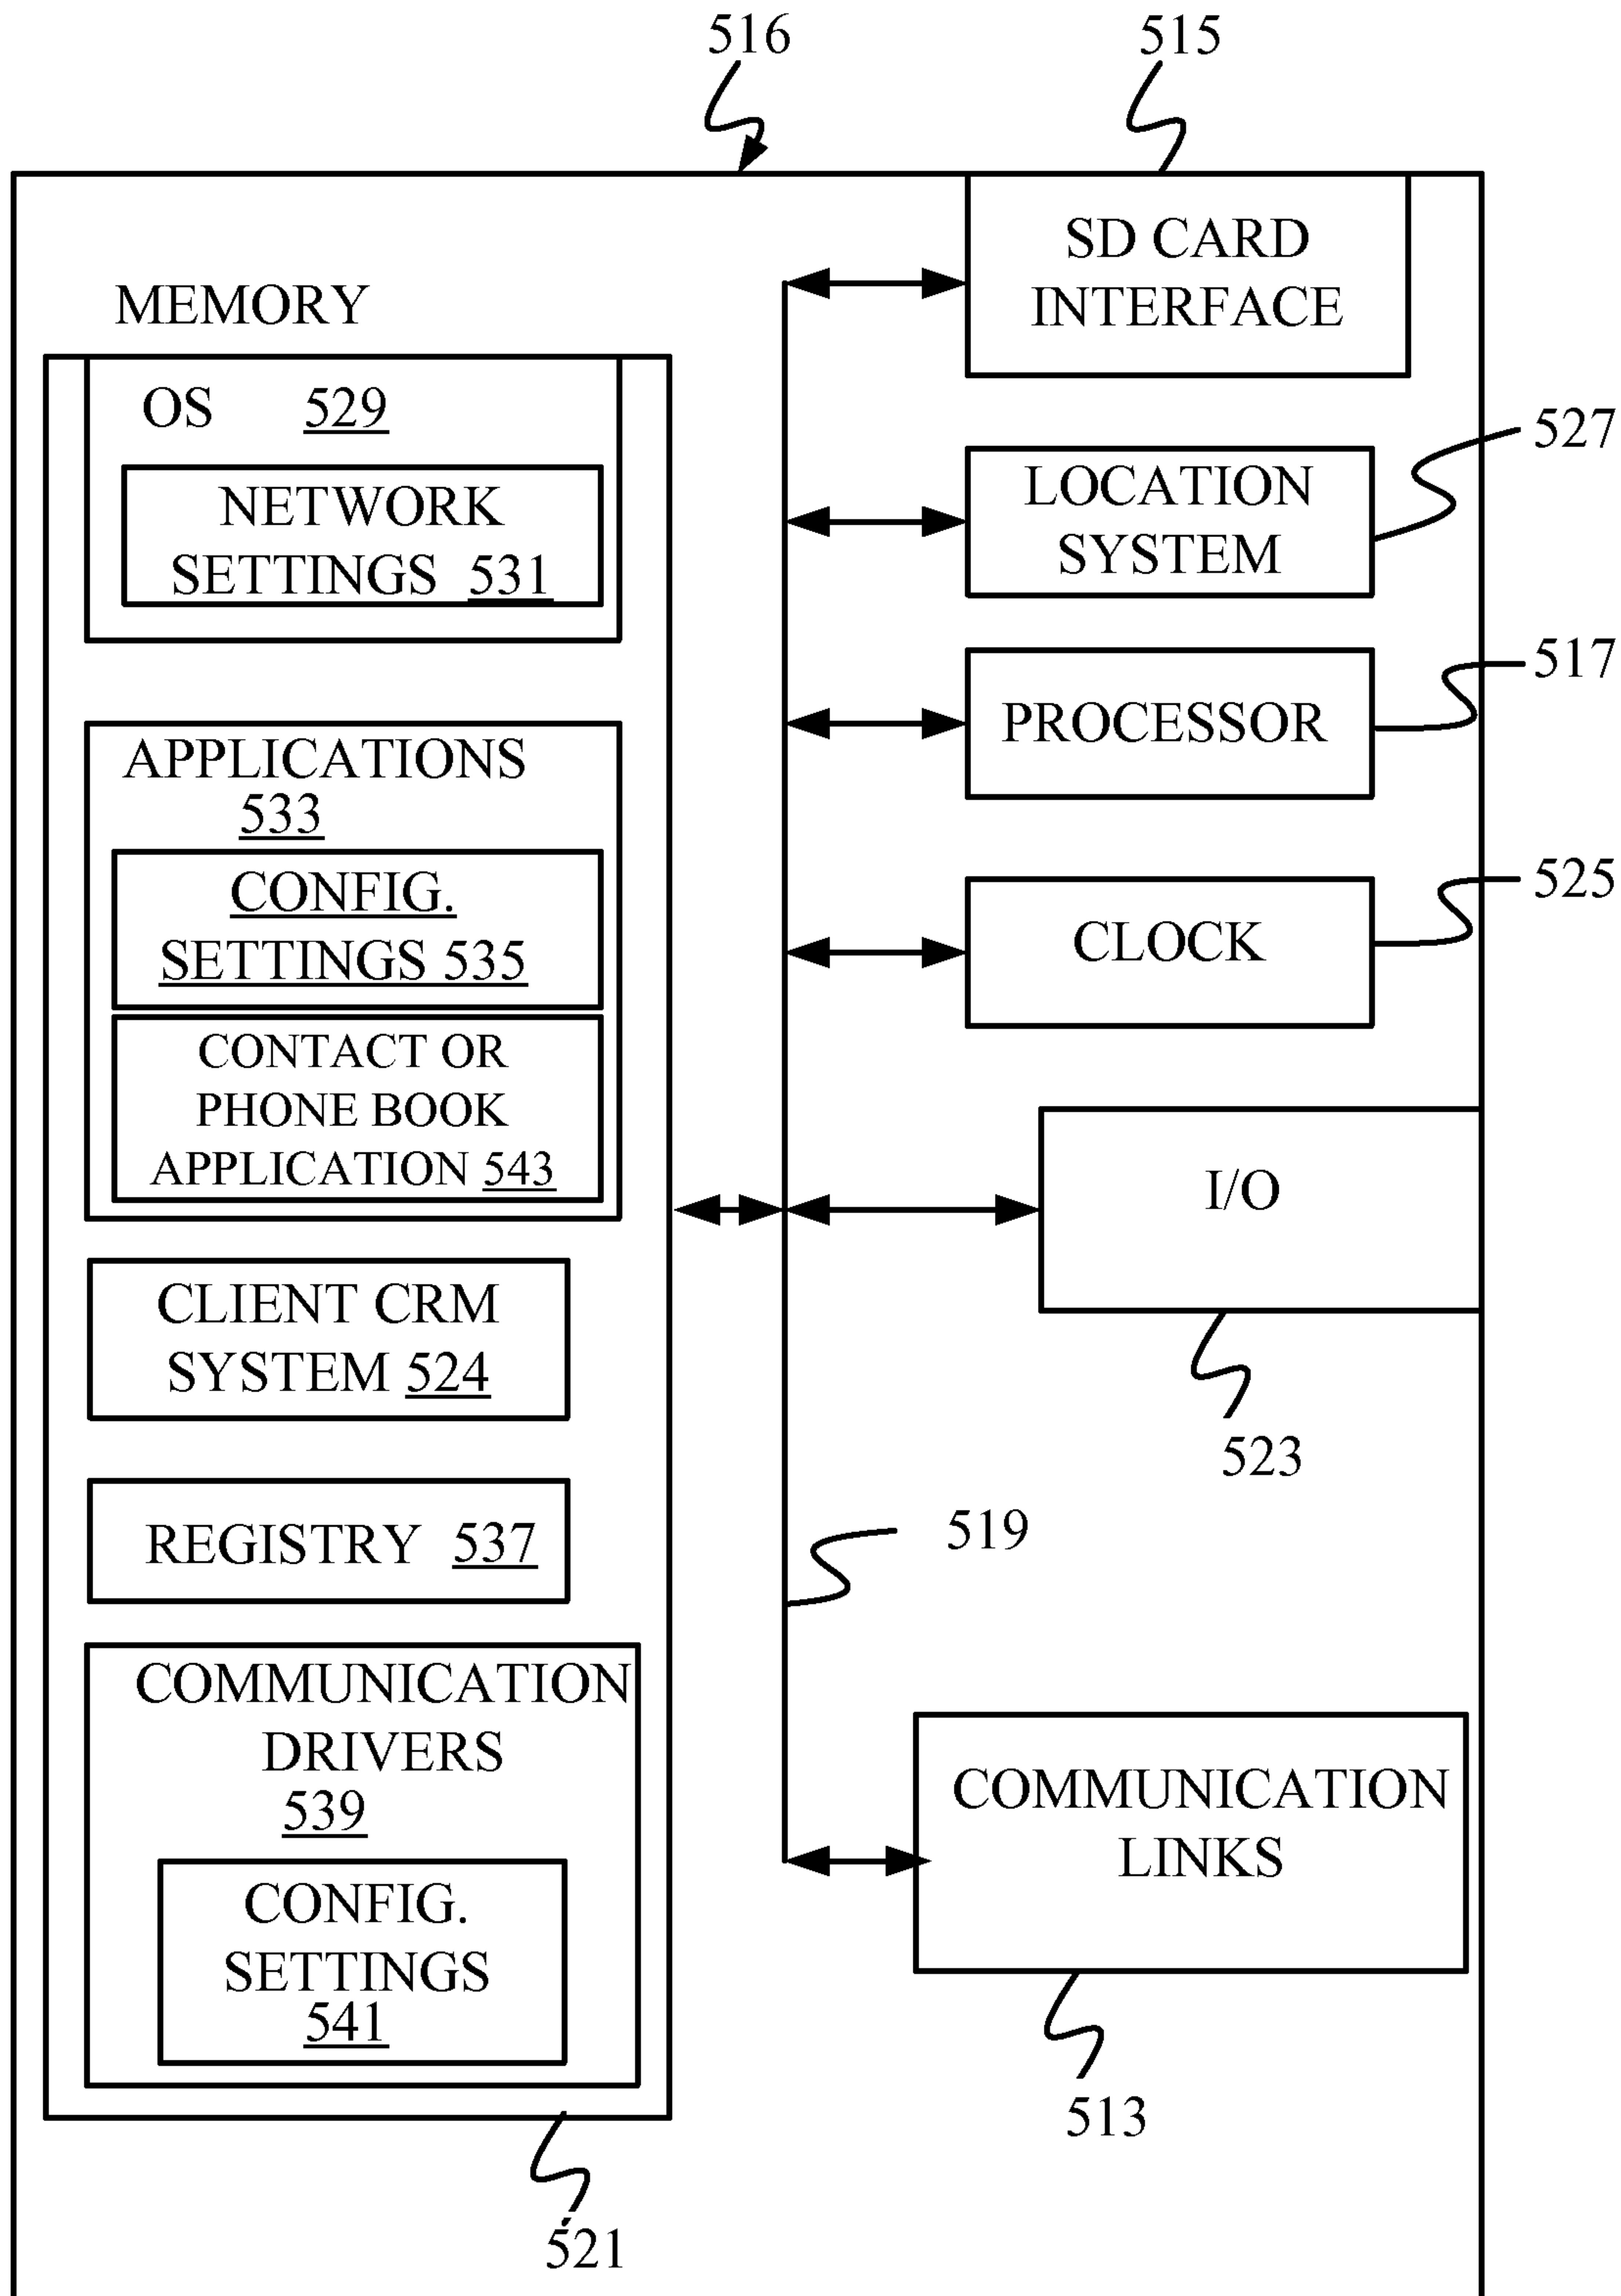 516
515
SD CARD
INTERFACE
MEMORY
OS 529
NETWORK
SETTINGS 531
527
LOCATION
SYSTEM
517
PROCESSOR
APPLICATIONS
533
CONFIG.
SETTINGS 535
525
CLOCK
CONTACT OR
PHONE BOOK
APPLICATION 543
I/O
CLIENT CRM
SYSTEM 524
523
REGISTRY 537
519
COMMUNICATION
DRIVERS
539
CONFIG.
SETTINGS
541
COMMUNICATION
LINKS
513
521